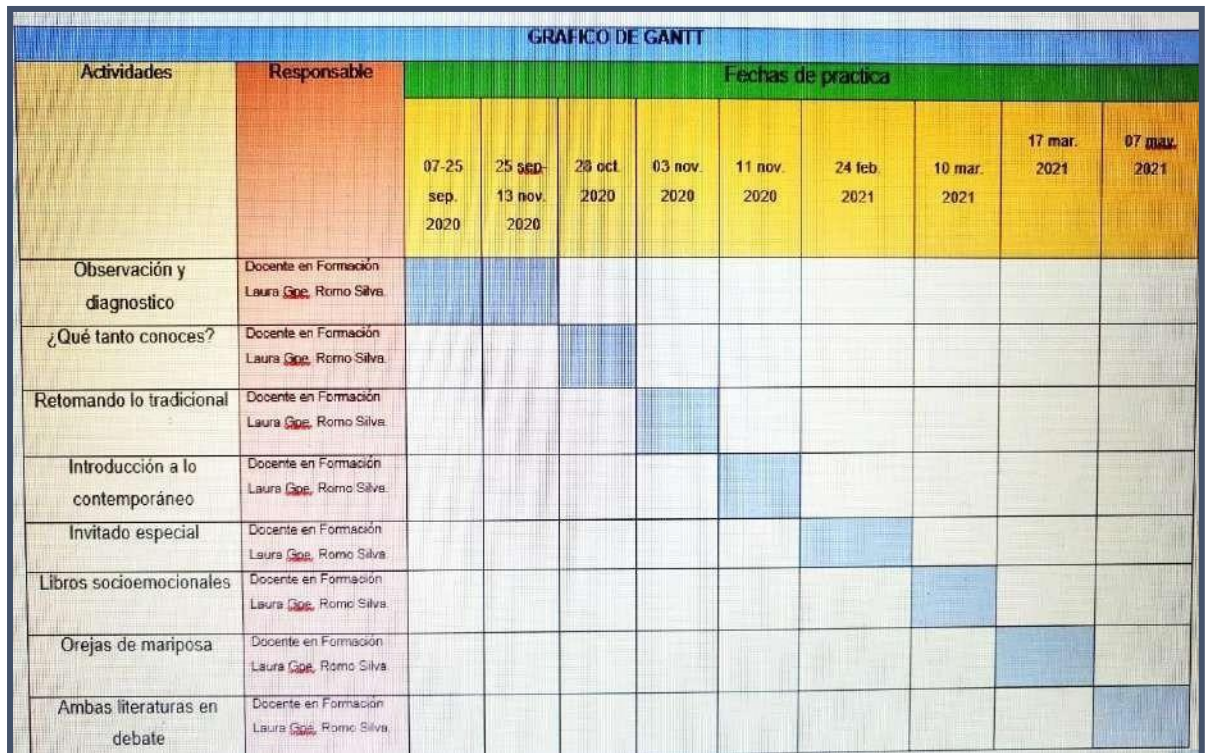 GRAFICO DE GANTT
Actividades Responsable Fechas de practica
07-25 sep. 2020
25 sep- 13 nov. 2020
28 oct. 2020
03 nov. 2020
11 nov. 2020
24 feb. 2021
10 mar. 2021
17 mar. 2021
07 may. 2021
Observación y diagnostico
Docente en Formación
Laura Gpe. Romo Silva.
¿Qué tanto conoces?
Docente en Formación
Laura Gpe. Romo Silva.
Retomando lo tradicional
Docente en Formación
Laura Gpe. Romo Silva.
Introducción a lo contemporáneo
Docente en Formación
Laura Gpe. Romo Silva.
Invitado especial
Docente en Formación
Laura Gpe. Romo Silva.
Libros socioemocionales
Docente en Formación
Laura Gpe. Romo Silva.
Orejas de mariposa
Docente en Formación
Laura Gpe. Romo Silva.
Ambas literaturas en debate
Docente en Formación
Laura Gpe. Romo Silva.